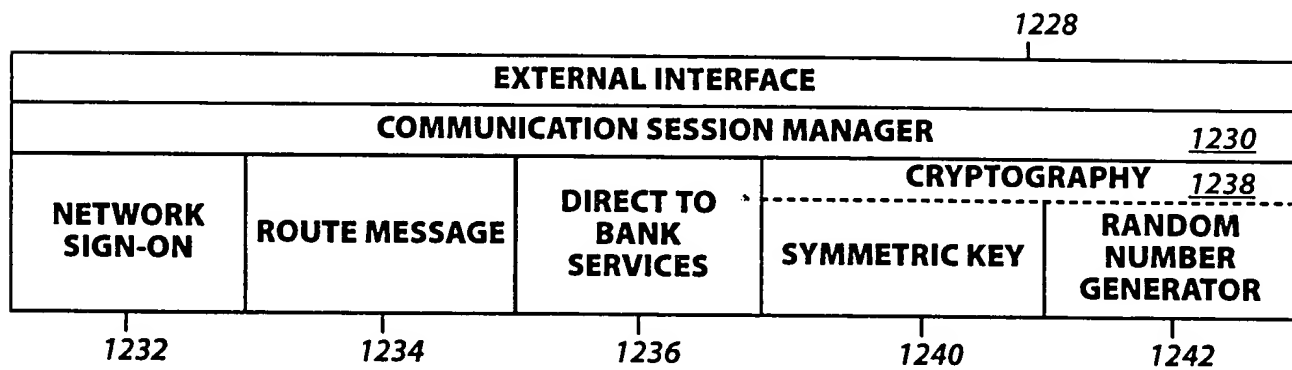 1228
EXTERNAL INTERFACE
COMMUNICATION SESSION MANAGER
1230
NETWORK
SIGN-ON
ROUTE MESSAGE
DIRECT TO
BANK
SERVICES
CRYPTOGRAPHY
1238
SYMMETRIC KEY
RANDOM
NUMBER
GENERATOR
1232
1234
1236
1240
1242